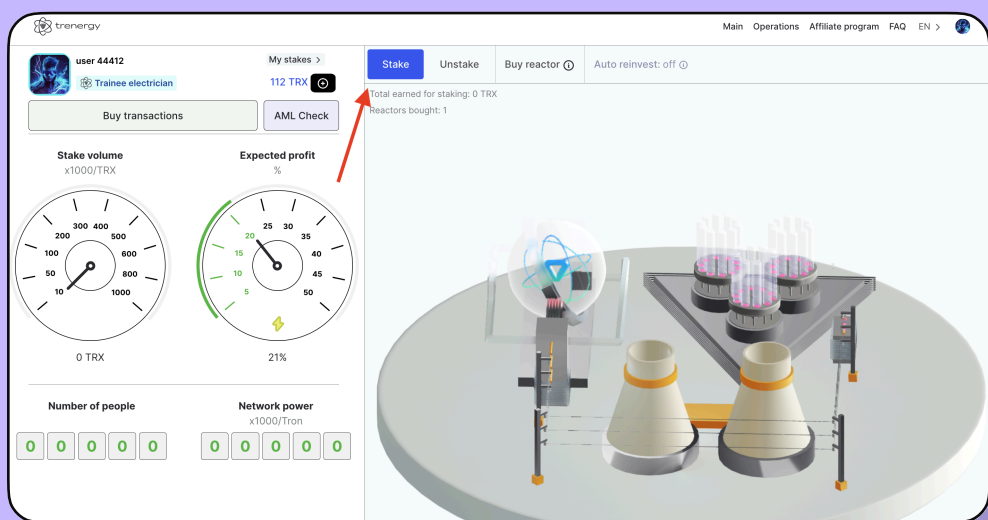 trenergy
Main Operations Affiliate program FAQ EN >
user 44412
My stakes >
Trainee electrician
112 TRX
Buy transactions
AML Check
Stake
Unstake
Buy reactor
Auto reinvest: off
Total earned for staking: 0 TRX
Reactors bought: 1
Stake volume
x1000/TRX
10 50 100 200 300 400 500 600 800 1000
0 TRX
Expected profit
%
5 10 15 20 25 30 35 40 45 50
21%
Number of people
0 0 0 0 0
Network power
x1000/Tron
0 0 0 0 0